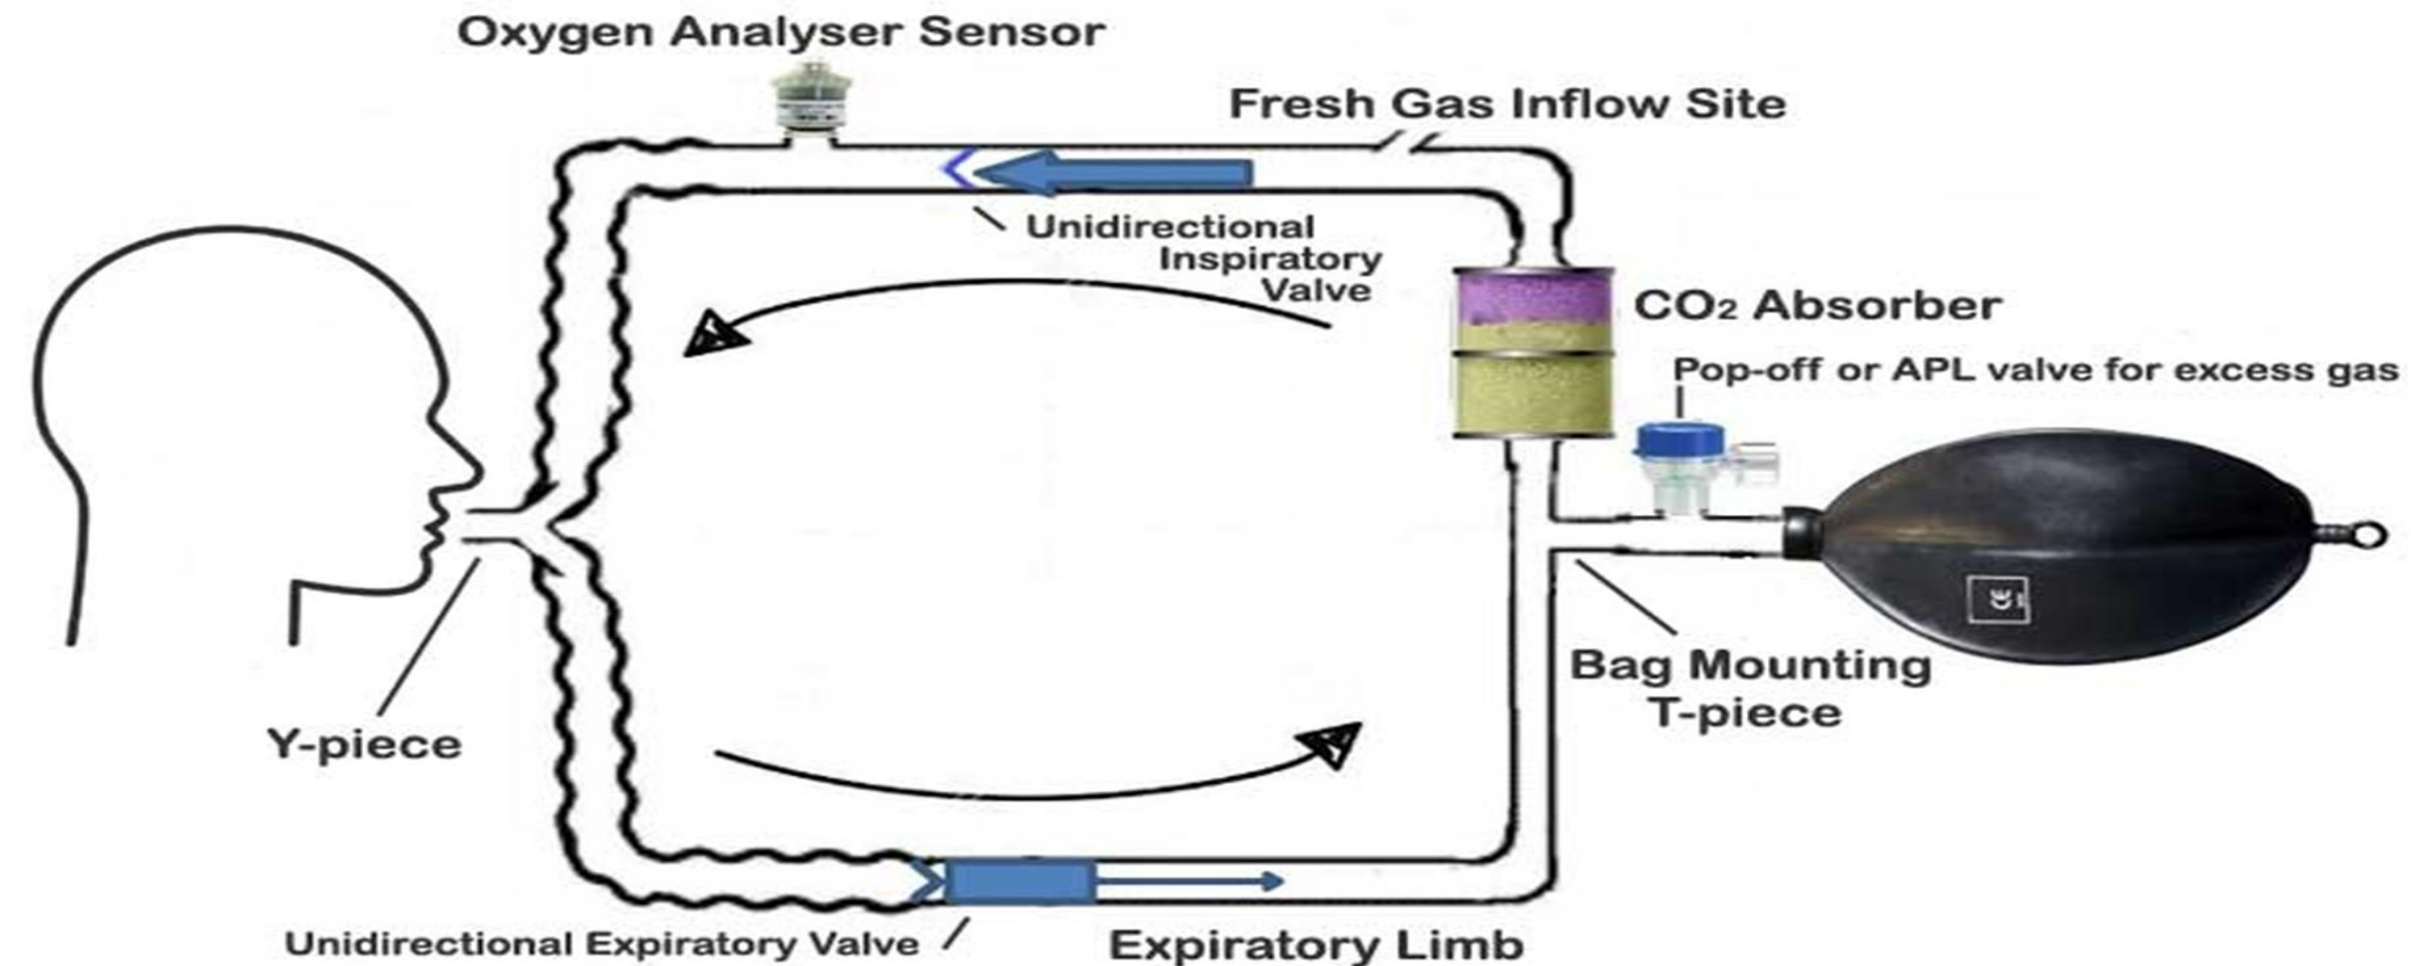 Oxygen Analyser Sensor
Fresh Gas Inflow Site
Unidirectional
Inspiratory
Valve
CO₂ Absorber
Pop-off or APL valve for excess gas
Bag Mounting
T-piece
Y-piece
Unidirectional Expiratory Valve
Expiratory Limb
CE